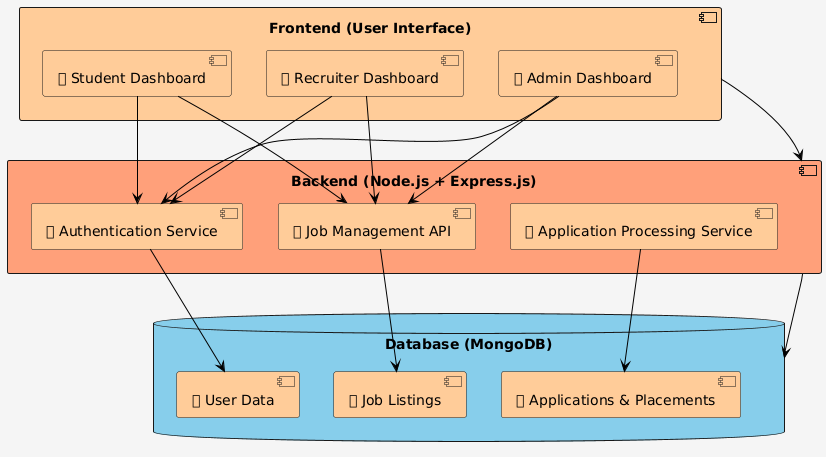 Frontend (User Interface)
Student Dashboard
Recruiter Dashboard
Admin Dashboard
Backend (Node.js + Express.js)
Authentication Service
Job Management API
Application Processing Service
Database (MongoDB)
User Data
Job Listings
Applications & Placements